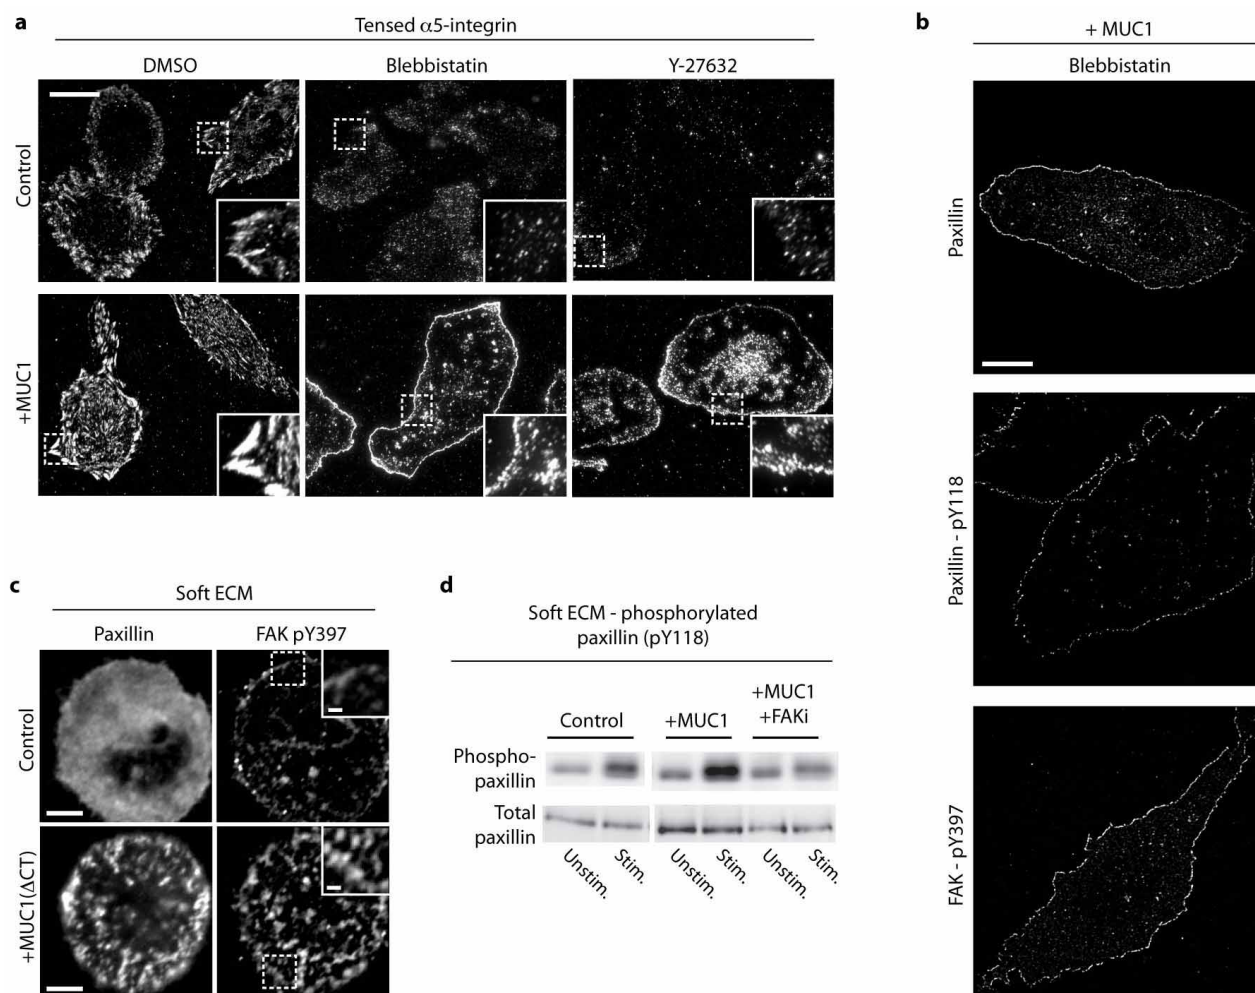 a
Tensed α5-integrin
DMSO
Blebbistatin
Y-27632
Control
+MUC1
b
+ MUC1
Blebbistatin
Paxillin
Paxillin - pY118
FAK - pY397
c
Soft ECM
Paxillin
FAK pY397
Control
+MUC1(ΔCT)
d
Soft ECM - phosphorylated
paxillin (pY118)
Control
+MUC1
+MUC1
+FAKi
Phospho-
paxillin
Total
paxillin
Unstim.
Stim.
Unstim.
Stim.
Unstim.
Stim.